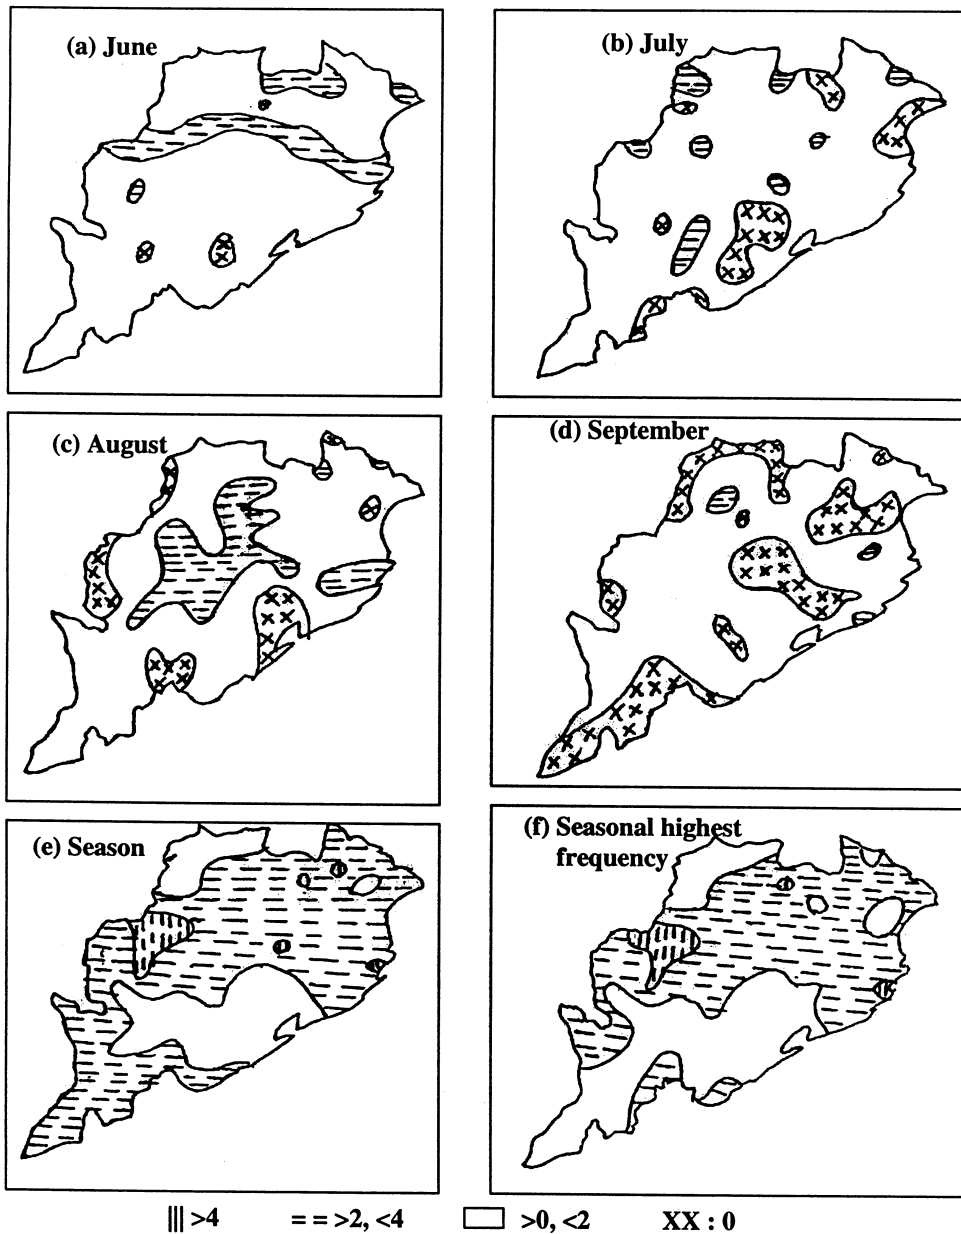 (a) June
(b) July
(c) August
(d) September
(e) Season
(f) Seasonal highest
frequency
||| >4 = = >2, <4 >0, <2 XX : 0